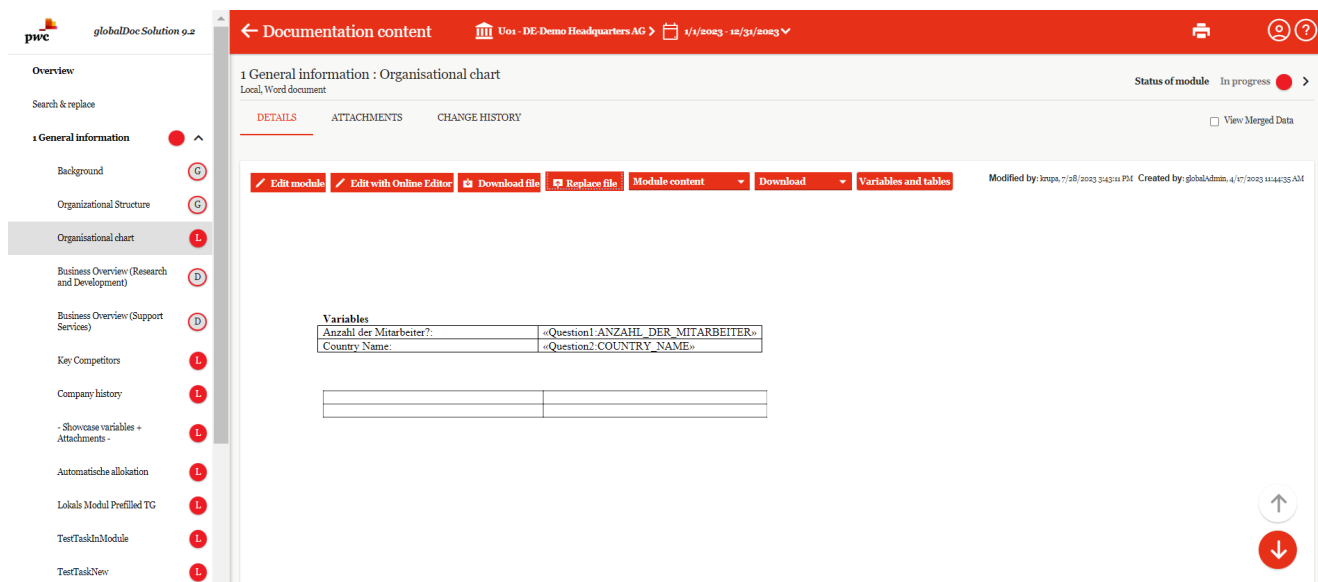 pwc
globalDoc Solution 9.2
Documentation content
U01 - DE-Demo Headquarters AG
1/1/2023 - 12/31/2023
?
Overview
Search & replace
1 General information
Background
G
Organizational Structure
G
Organisational chart
L
Business Overview (Research
and Development)
D
Business Overview (Support
Services)
D
Key Competitors
L
Company history
L
- Showcase variables +
Attachments -
L
Automatische allokation
L
Lokals Modul Prefilled TG
L
TestTaskInModule
L
TestTaskNew
L
1 General information : Organisational chart
Local, Word document
Status of module In progress
DETAILS ATTACHMENTS CHANGE HISTORY
View Merged Data
Edit module Edit with Online Editor Download file Replace file Module content Download Variables and tables
Modified by: krupa, 7/28/2023 3:43:11 PM Created by: globalAdmin, 4/17/2023 11:44:35 AM
Variables
Anzahl der Mitarbeiter?: «Question1:ANZAHL_DER_MITARBEITER»
Country Name: «Question2:COUNTRY_NAME»